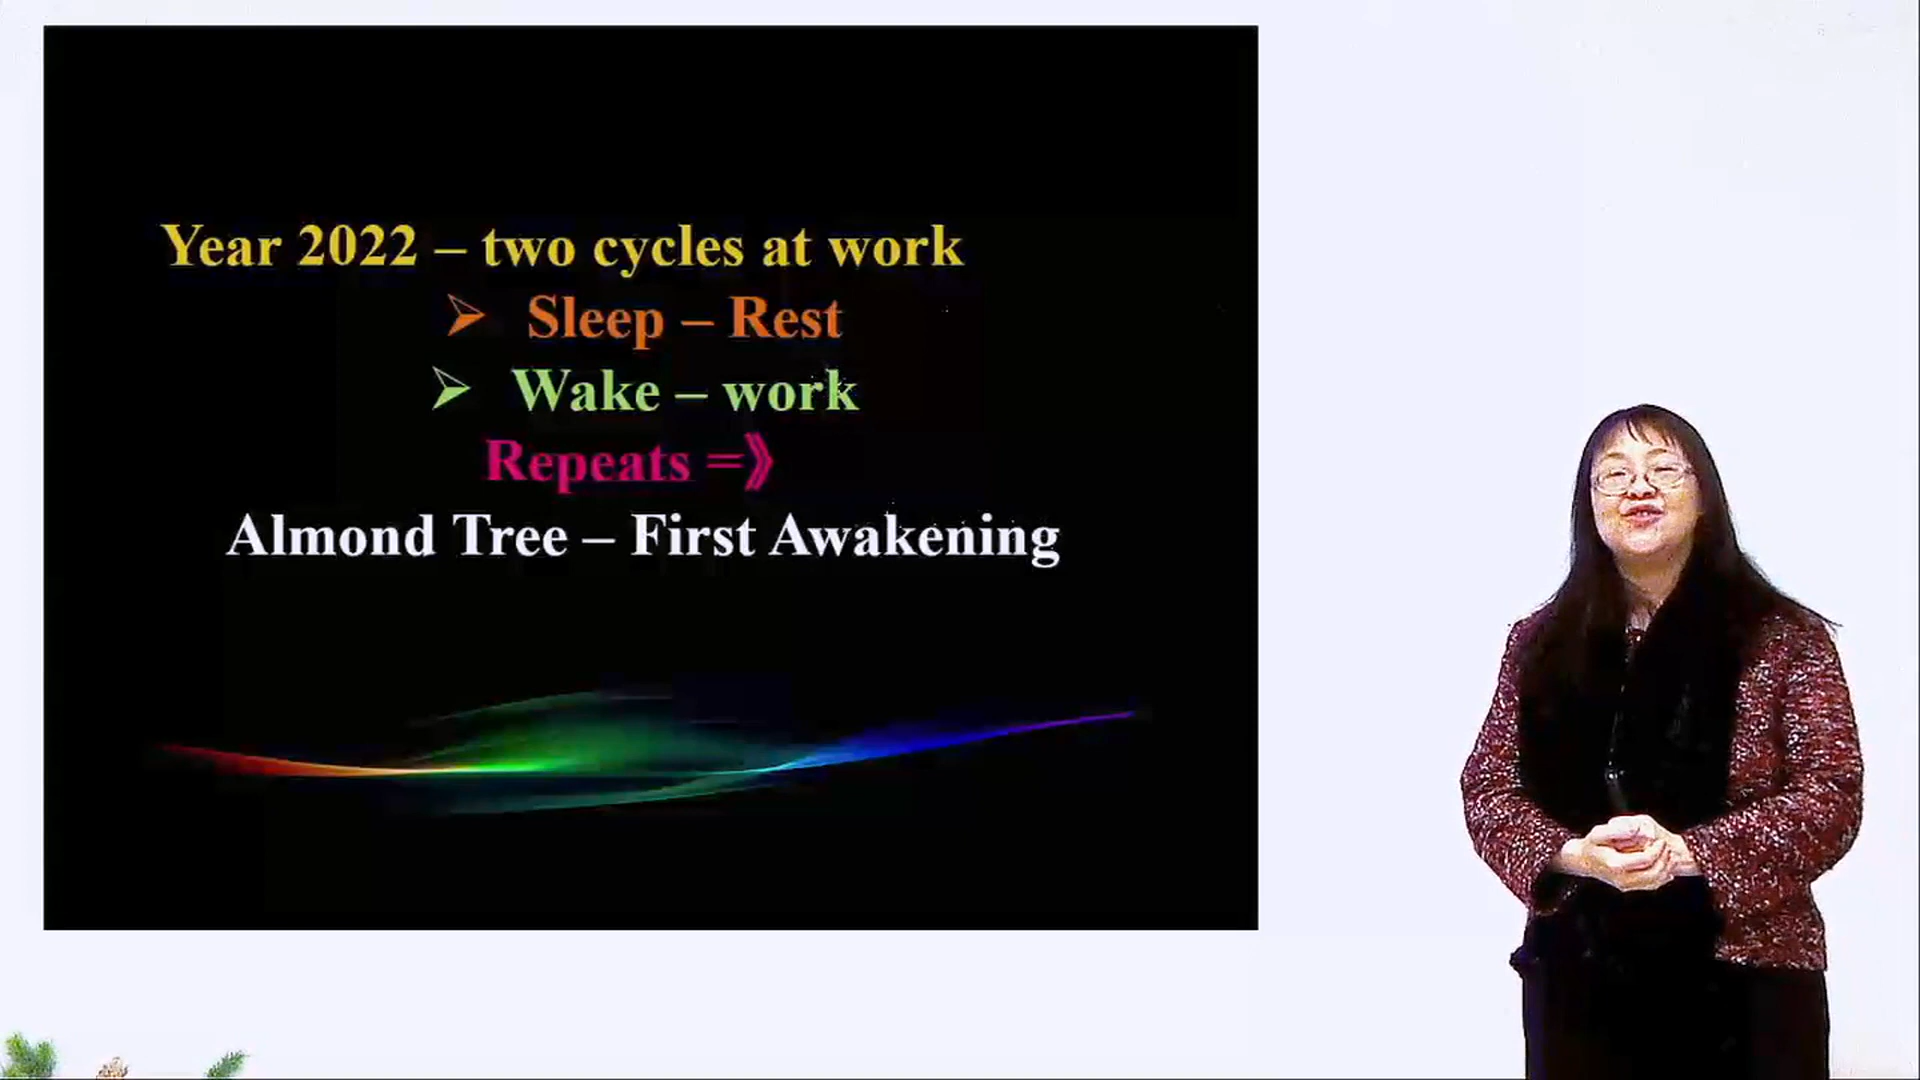 Year 2022 – two cycles at work
➢ Sleep – Rest
➢ Wake – work
Repeats =》
Almond Tree – First Awakening